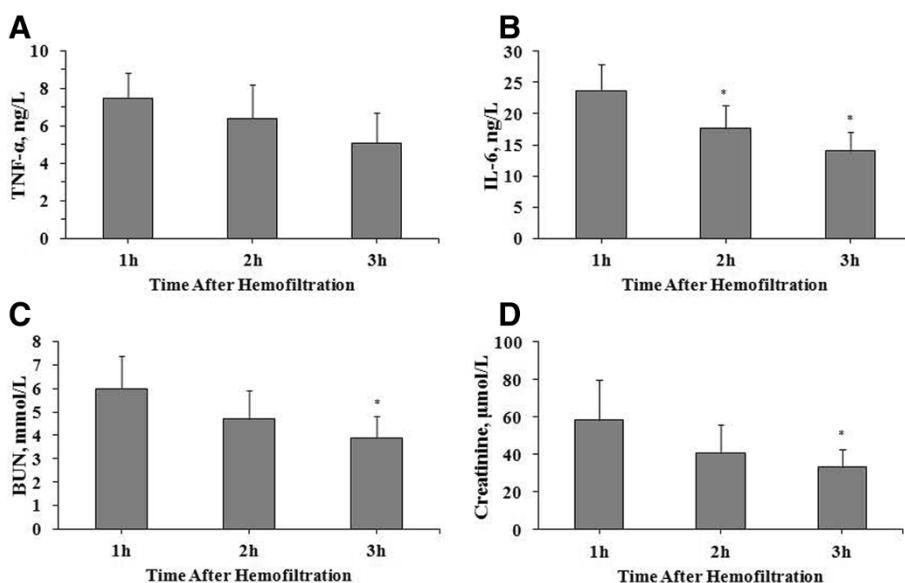 A
TNF-α, ng/L
10
8
6
4
2
0
1h 2h 3h
Time After Hemofiltration
B
IL-6, ng/L
30
25
20
15
10
5
0
* *
1h 2h 3h
Time After Hemofiltration
C
BUN, mmol/L
8
7
6
5
4
3
2
1
0
*
1h 2h 3h
Time After Hemofiltration
D
Creatinine, μmol/L
100
80
60
40
20
0
*
1h 2h 3h
Time After Hemofiltration